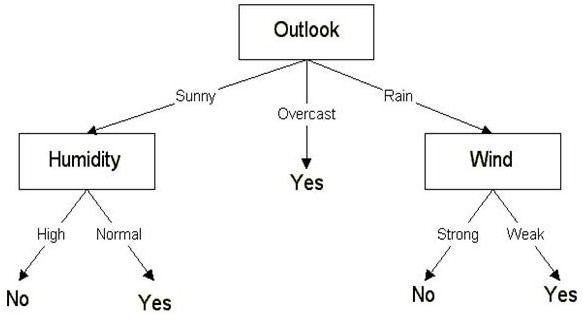 Outlook
Sunny
Overcast
Rain
Humidity
Yes
Wind
High
Normal
Strong
Weak
No
Yes
No
Yes